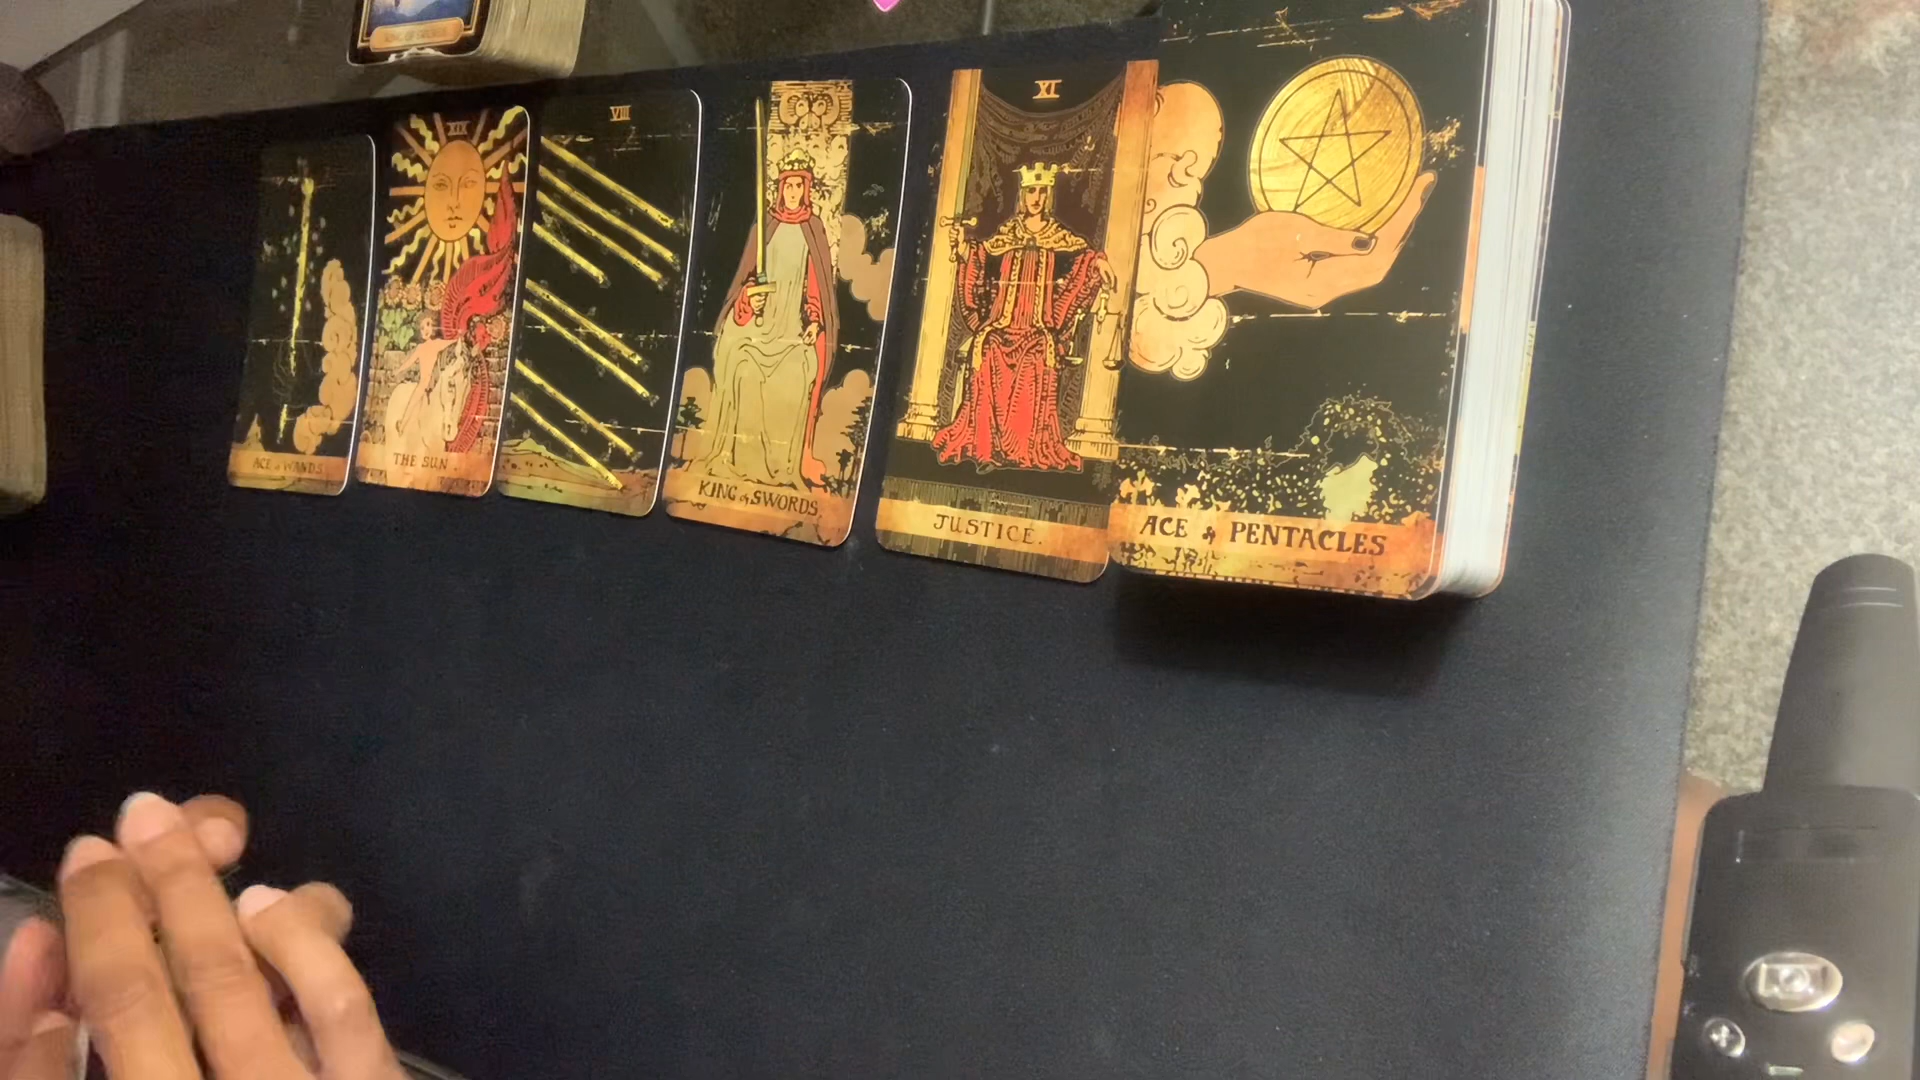 ACE of WANDS
XIX
THE SUN.
VIII
KING of SWORDS
XI
JUSTICE.
ACE of PENTACLES